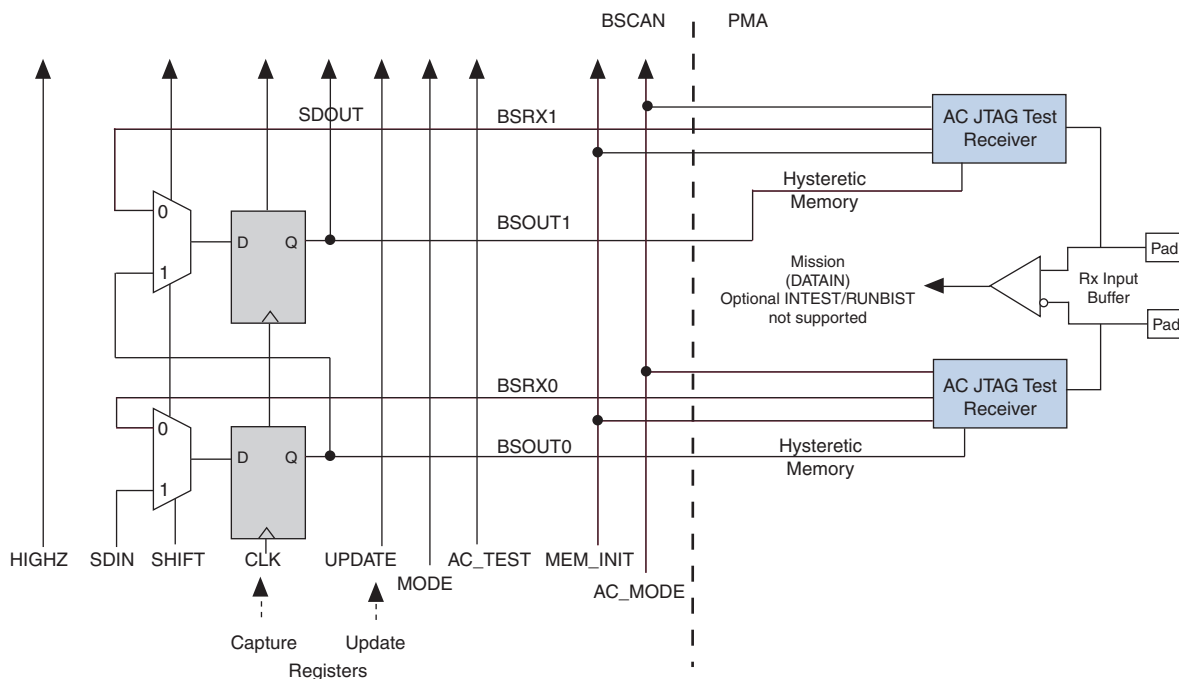 BSCAN
PMA
SDOUT
BSRX1
AC JTAG Test
Receiver
Hysteretic
Memory
0
D
Q
BSOUT1
1
Mission
(DATAIN)
Optional INTEST/RUNBIST
not supported
Rx Input
Buffer
Pad
Pad
BSRX0
AC JTAG Test
Receiver
0
D
Q
BSOUT0
Hysteretic
Memory
1
HIGHZ
SDIN
SHIFT
CLK
UPDATE
MODE
AC_TEST
MEM_INIT
AC_MODE
Capture
Update
Registers